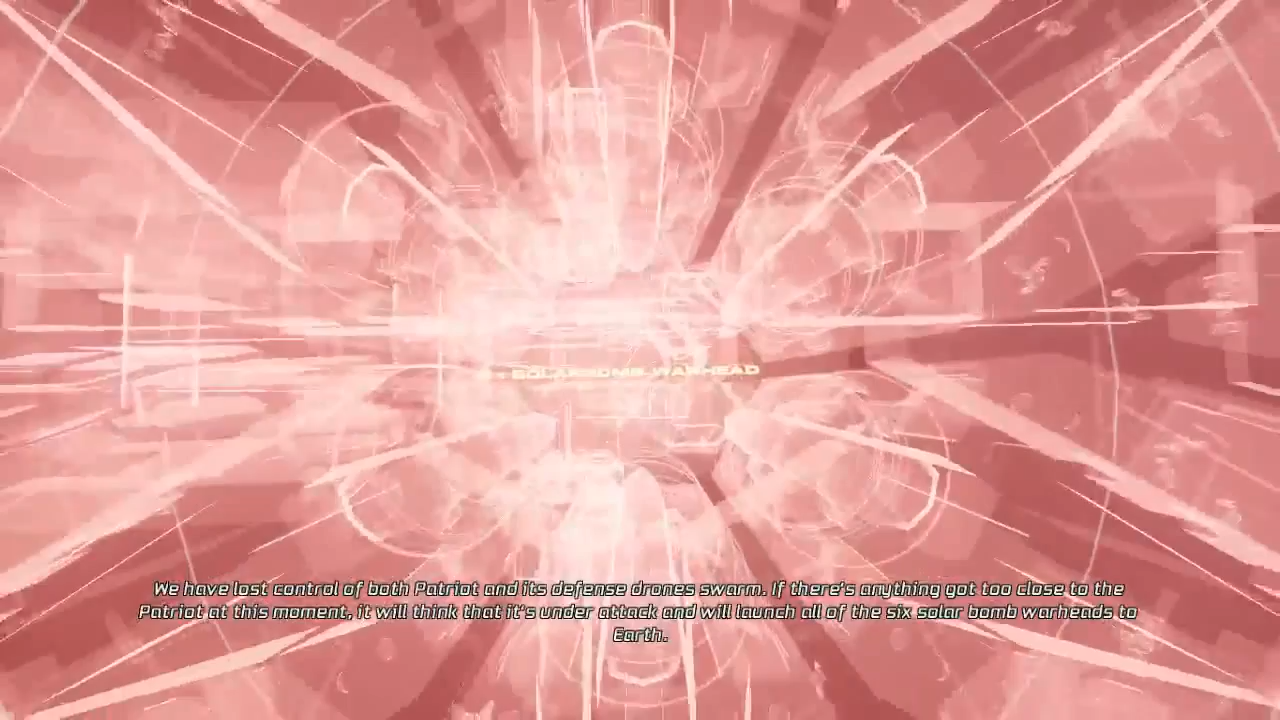 SOLAR BOMB WARHEAD
We have lost control of both Patriot and its defense drones swarm. If there's anything got too close to the
Patriot at this moment, it will think that it's under attack and will launch all of the six solar bomb warheads to
Earth.